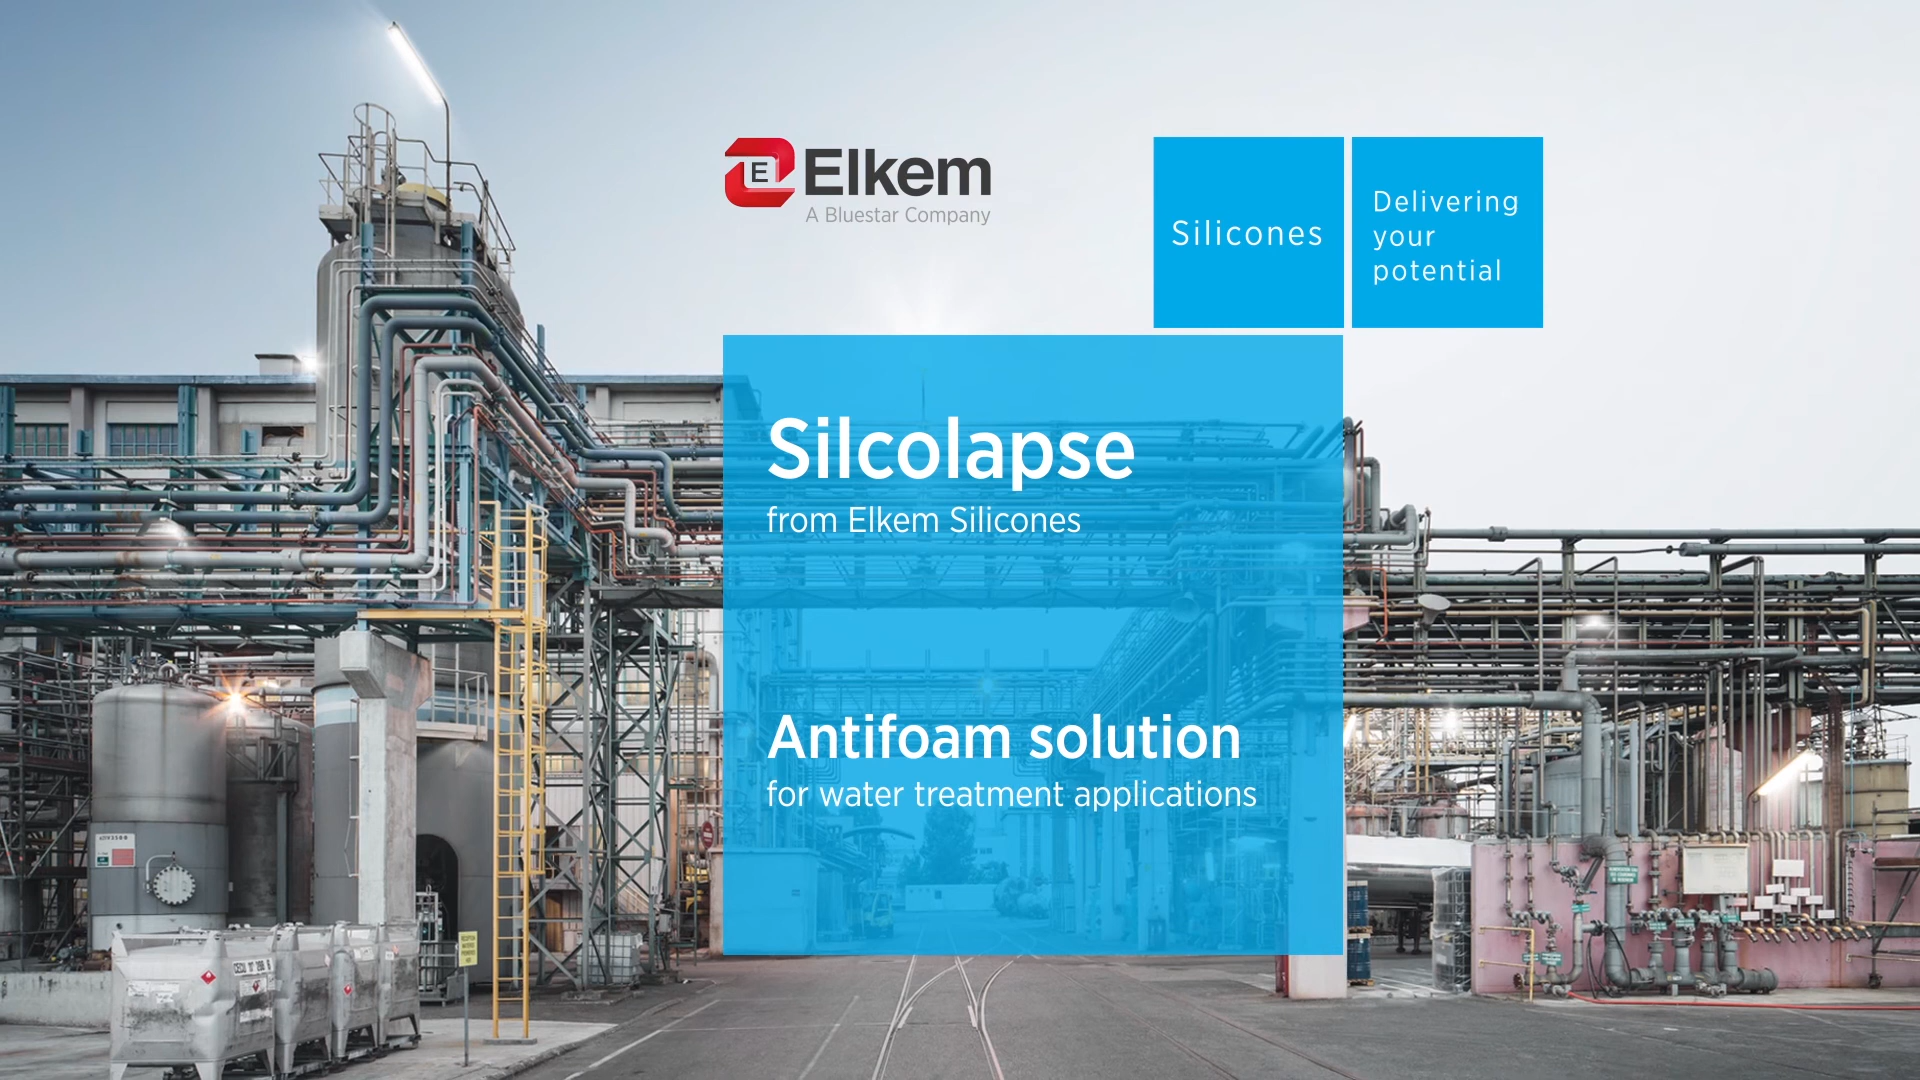 E Elkem
A Bluestar Company
Silicones
Delivering
your
potential
Silcolapse
from Elkem Silicones
Antifoam solution
for water treatment applications